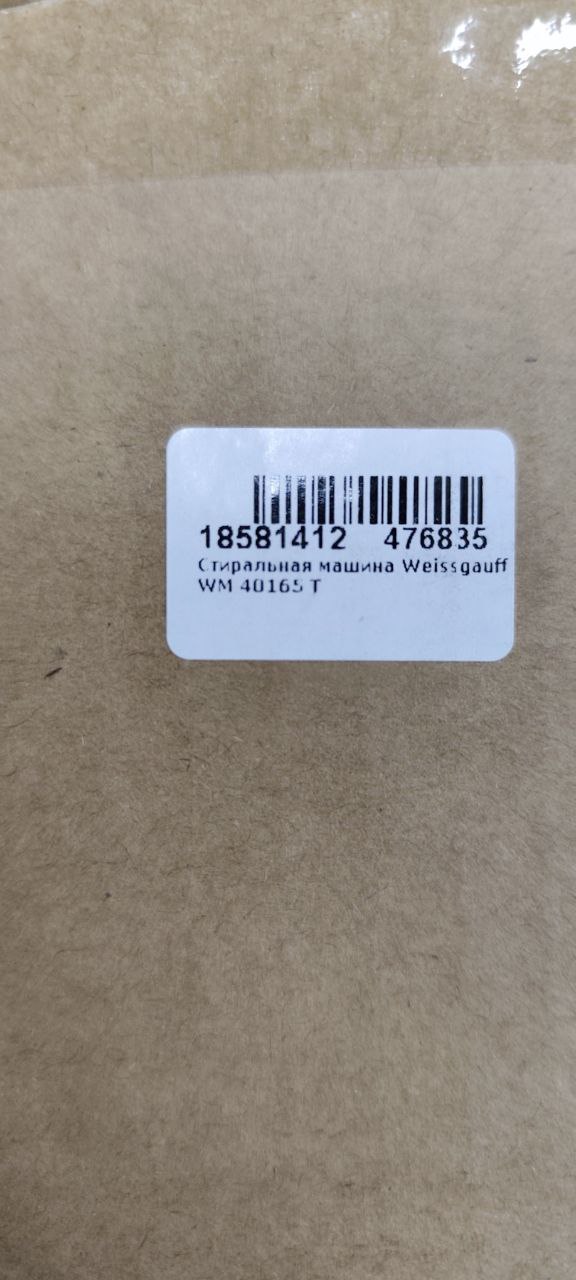 18581412 476835
Стиральная машина Weissgauff
WM 40165 T